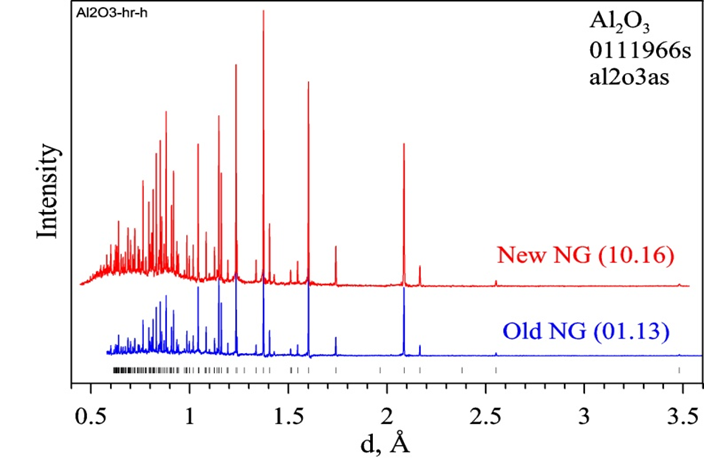 Al2O3-hr-h
Al₂O₃
0111966s
al2o3as
Intensity
New NG (10.16)
Old NG (01.13)
0.5 1 1.5 2 2.5 3 3.5
d, Å